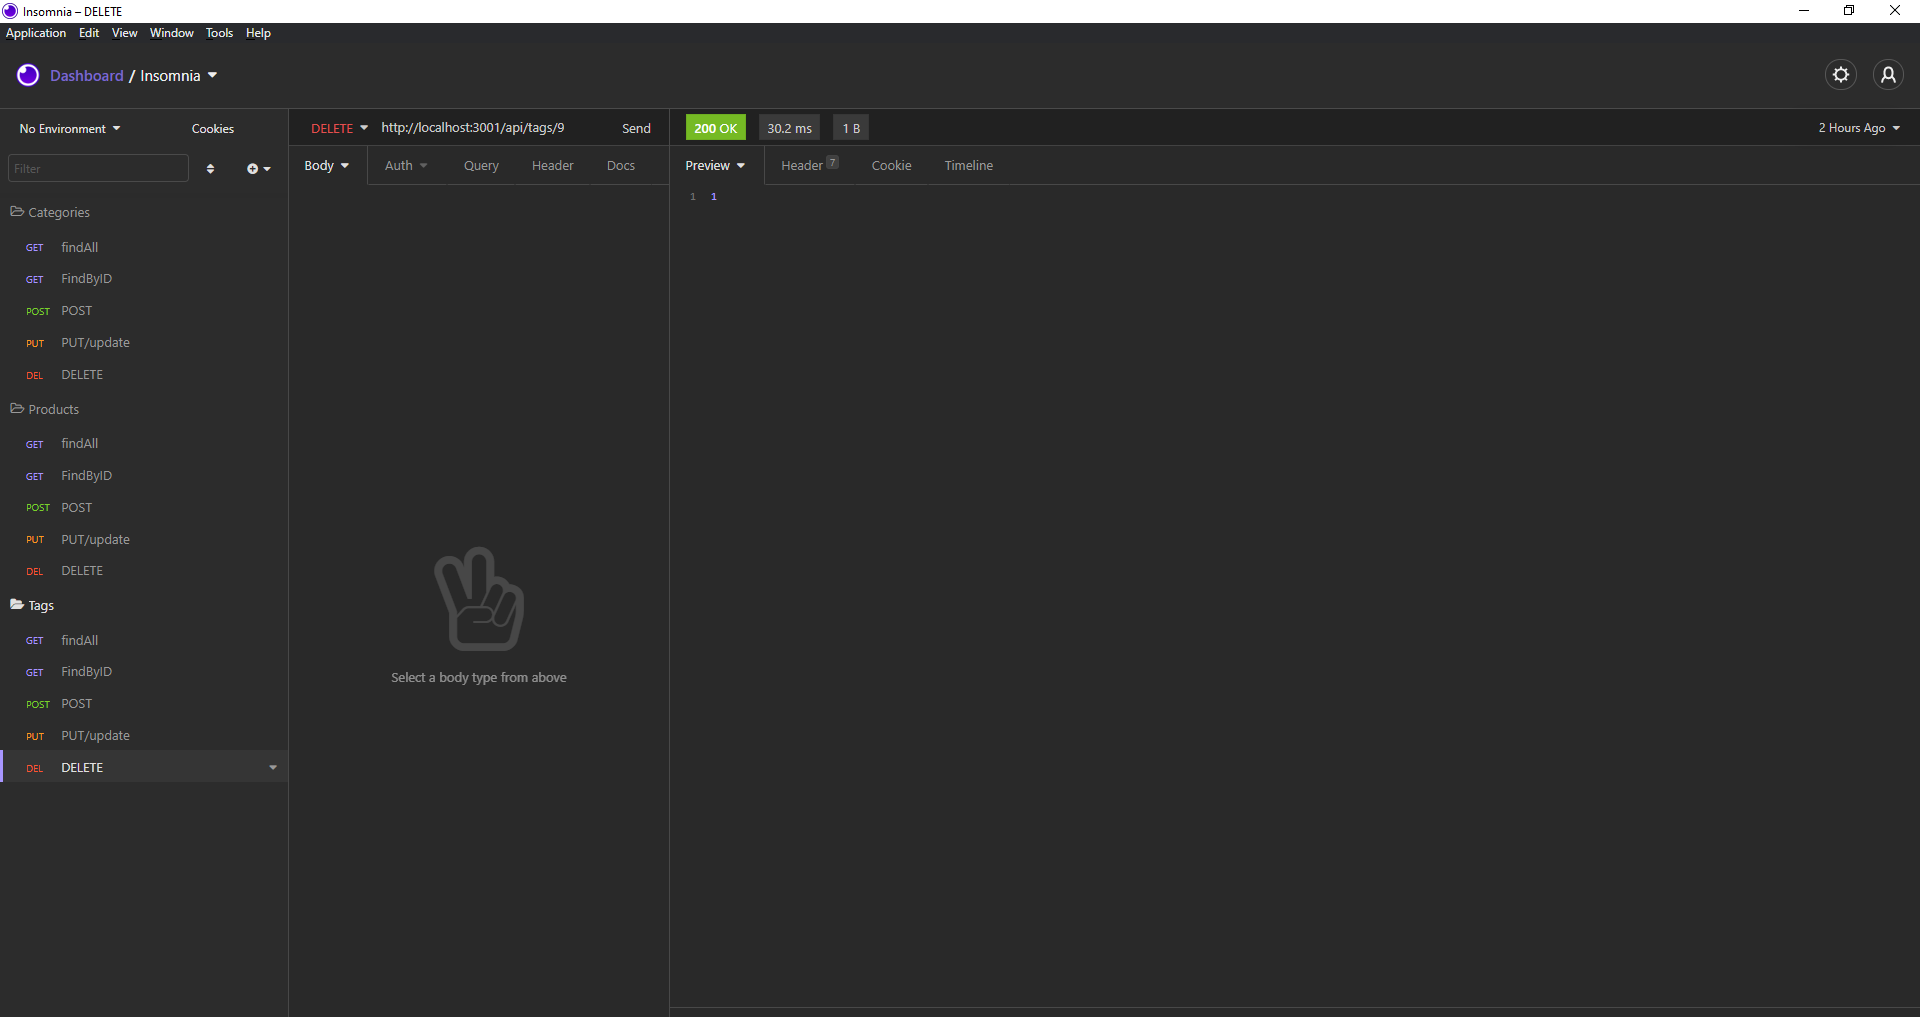 Insomnia – DELETE
Application Edit View Window Tools Help
Dashboard / Insomnia
No Environment Cookies
Filter
Categories
GET findAll
GET FindByID
POST POST
PUT PUT/update
DEL DELETE
Products
GET findAll
GET FindByID
POST POST
PUT PUT/update
DEL DELETE
Tags
GET findAll
GET FindByID
POST POST
PUT PUT/update
DEL DELETE
DELETE http://localhost:3001/api/tags/9 Send
Body Auth Query Header Docs
Select a body type from above
200 OK 30.2 ms 1 B 2 Hours Ago
Preview Header 7 Cookie Timeline
1 1